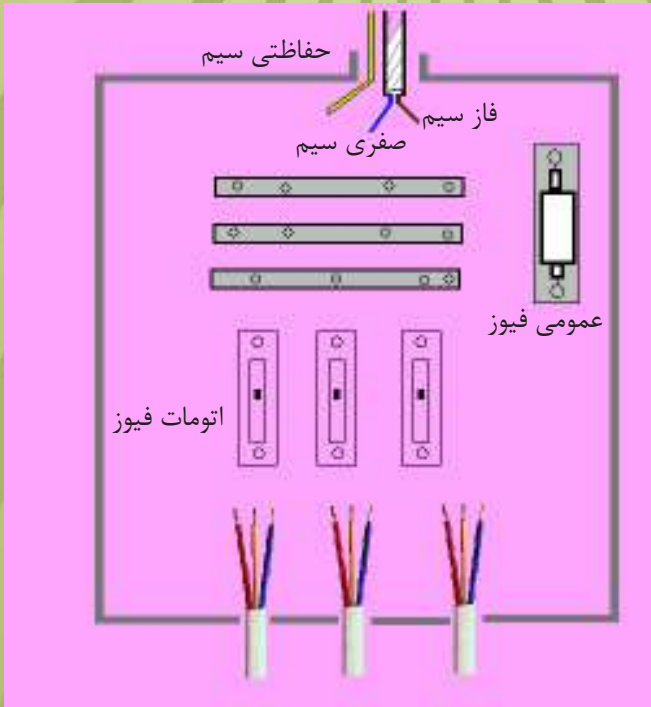 حفاظتی سیم
فاز سیم
صفری سیم
عمومی فیوز
اتومات فیوز